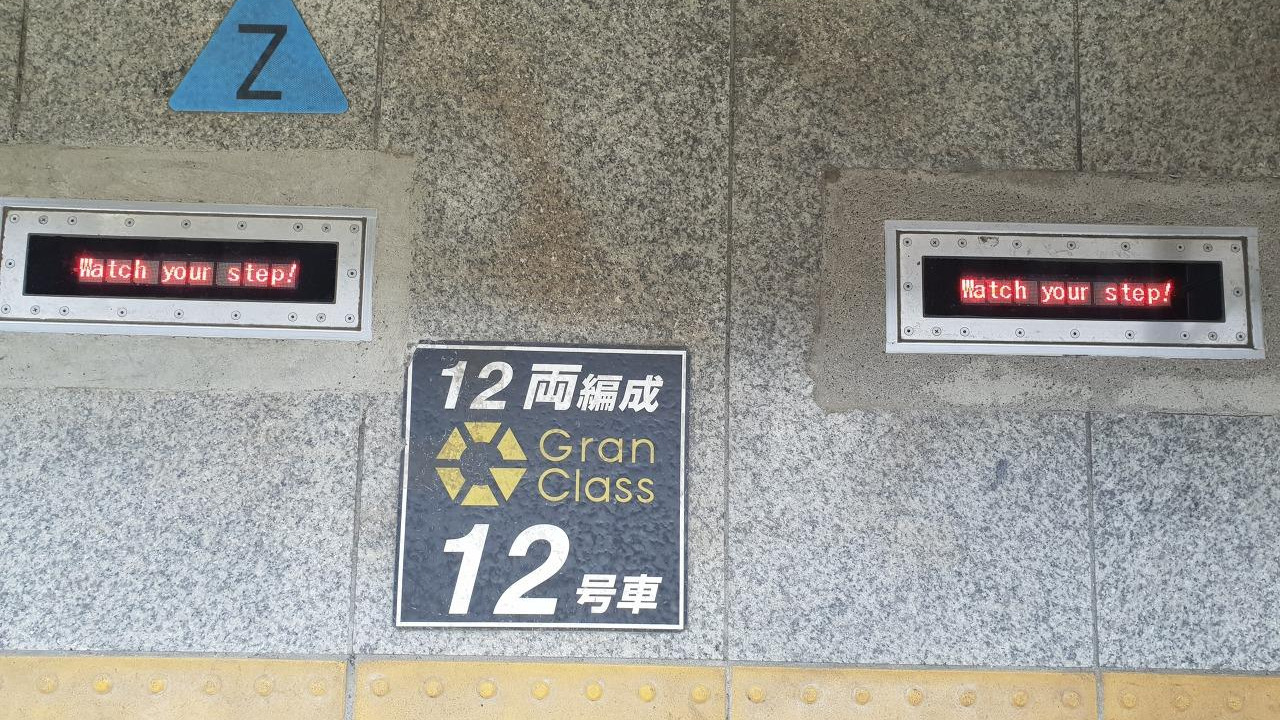 Z
Watch your step!
Watch your step!
12両編成
Gran
Class
12号車